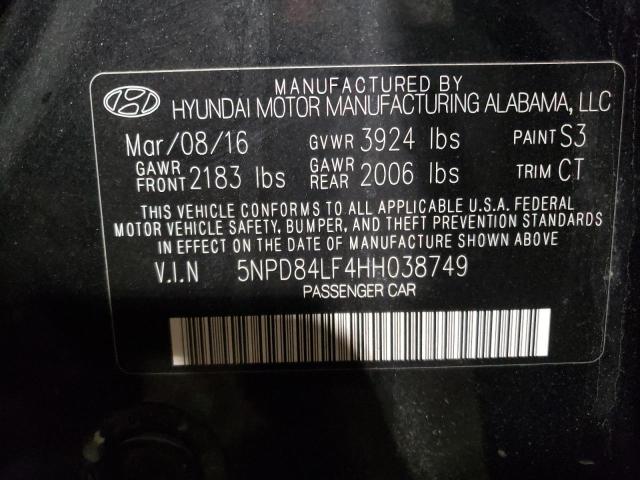 MANUFACTURED BY
HYUNDAI MOTOR MANUFACTURING ALABAMA, LLC
Mar/08/16 GVWR 3924 lbs PAINT S3
GAWR FRONT 2183 lbs GAWR REAR 2006 lbs TRIM CT
THIS VEHICLE CONFORMS TO ALL APPLICABLE U.S.A. FEDERAL
MOTOR VEHICLE SAFETY, BUMPER, AND THEFT PREVENTION STANDARDS
IN EFFECT ON THE DATE OF MANUFACTURE SHOWN ABOVE
V.I.N 5NPD84LF4HH038749
PASSENGER CAR